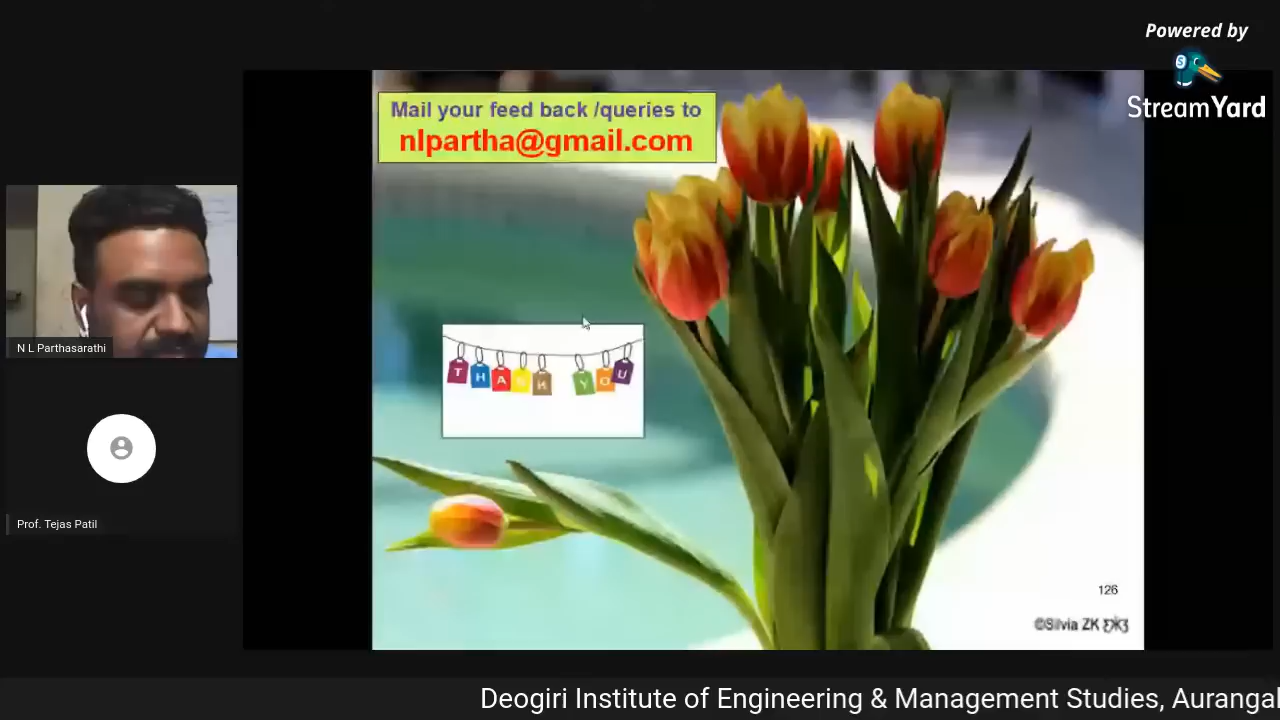 Powered by
StreamYard
Mail your feed back /queries to
nlpartha@gmail.com
N L Parthasarathi
THANK YOU
Prof. Tejas Patil
126
©Silvia ZK
Deogiri Institute of Engineering & Management Studies, Auranga